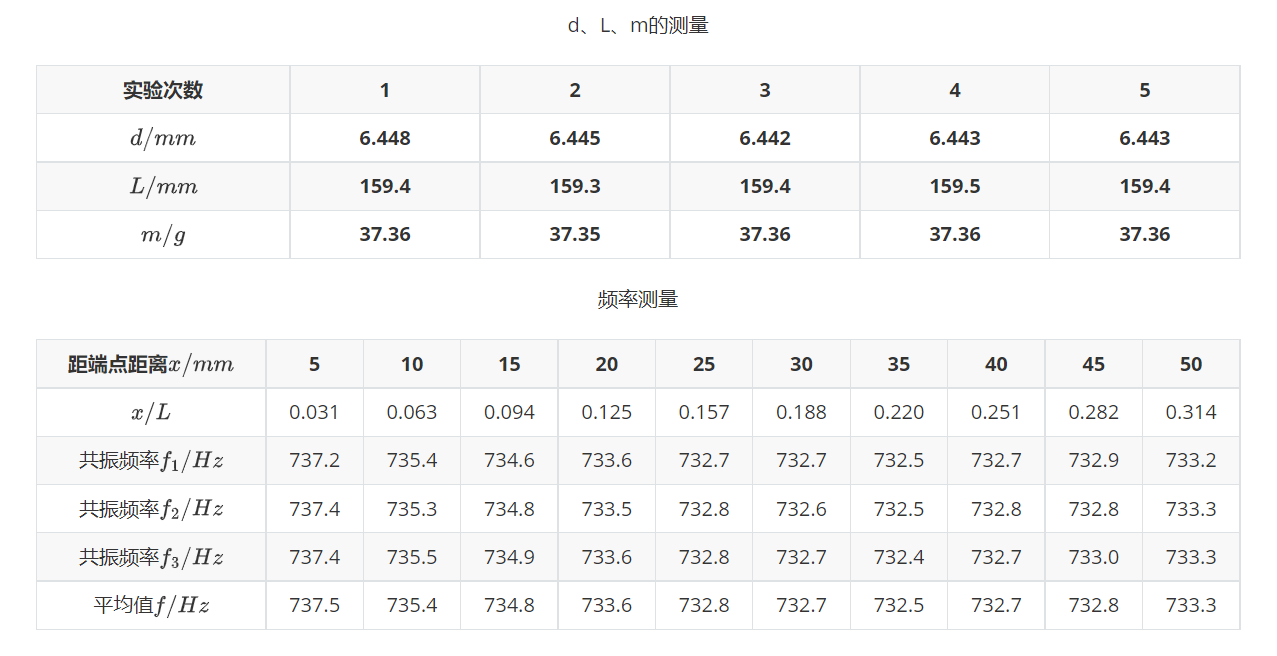 d、L、m的测量
实验次数 1 2 3 4 5
d/mm 6.448 6.445 6.442 6.443 6.443
L/mm 159.4 159.3 159.4 159.5 159.4
m/g 37.36 37.35 37.36 37.36 37.36
频率测量
距端点距离x/mm 5 10 15 20 25 30 35 40 45 50
x/L 0.031 0.063 0.094 0.125 0.157 0.188 0.220 0.251 0.282 0.314
共振频率f₁/Hz 737.2 735.4 734.6 733.6 732.7 732.7 732.5 732.7 732.9 733.2
共振频率f₂/Hz 737.4 735.3 734.8 733.5 732.8 732.6 732.5 732.8 732.8 733.3
共振频率f₃/Hz 737.4 735.5 734.9 733.6 732.8 732.7 732.4 732.7 733.0 733.3
平均值f/Hz 737.5 735.4 734.8 733.6 732.8 732.7 732.5 732.7 732.8 733.3